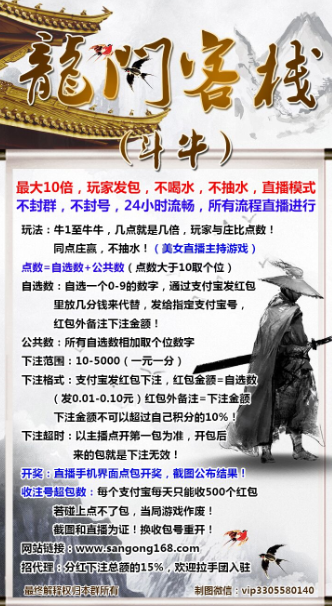 龍門客栈
(斗牛)
最大10倍，玩家发包，不喝水，不抽水，直播模式
不封群，不封号，24小时流畅，所有流程直播进行
玩法：牛1至牛牛，几点就是几倍，玩家与庄比点数！
同点庄赢，不抽水！（美女直播主持游戏）
点数=自选数+公共数（点数大于10取个位）
自选数：自选一个0-9的数字，通过支付宝发红包
里放几分钱来代替，发给指定支付宝号，
红包外备注下注金额！
公共数：所有自选数相加取个位数字
下注范围：10-5000（一元一分）
下注格式：支付宝发红包下注，红包金额=自选数
（发0.01-0.10元）红包外备注=下注金额
下注金额不可以超过自己积分的10%！
下注超时：以主播点开第一包为准，开包后
来的包就是下注无效！
开奖：直播手机界面点包开奖，截图公布结果！
收注号超包数：每个支付宝每天只能收500个红包
若碰上点不了包，当局游戏作废！
截图和直播为证！换收包号重开！
网站链接：www.sangong168.com
招代理：分红下注总额的15%，欢迎拉手团入驻
最终解释权归本群所有
制图微信：vip3305580140